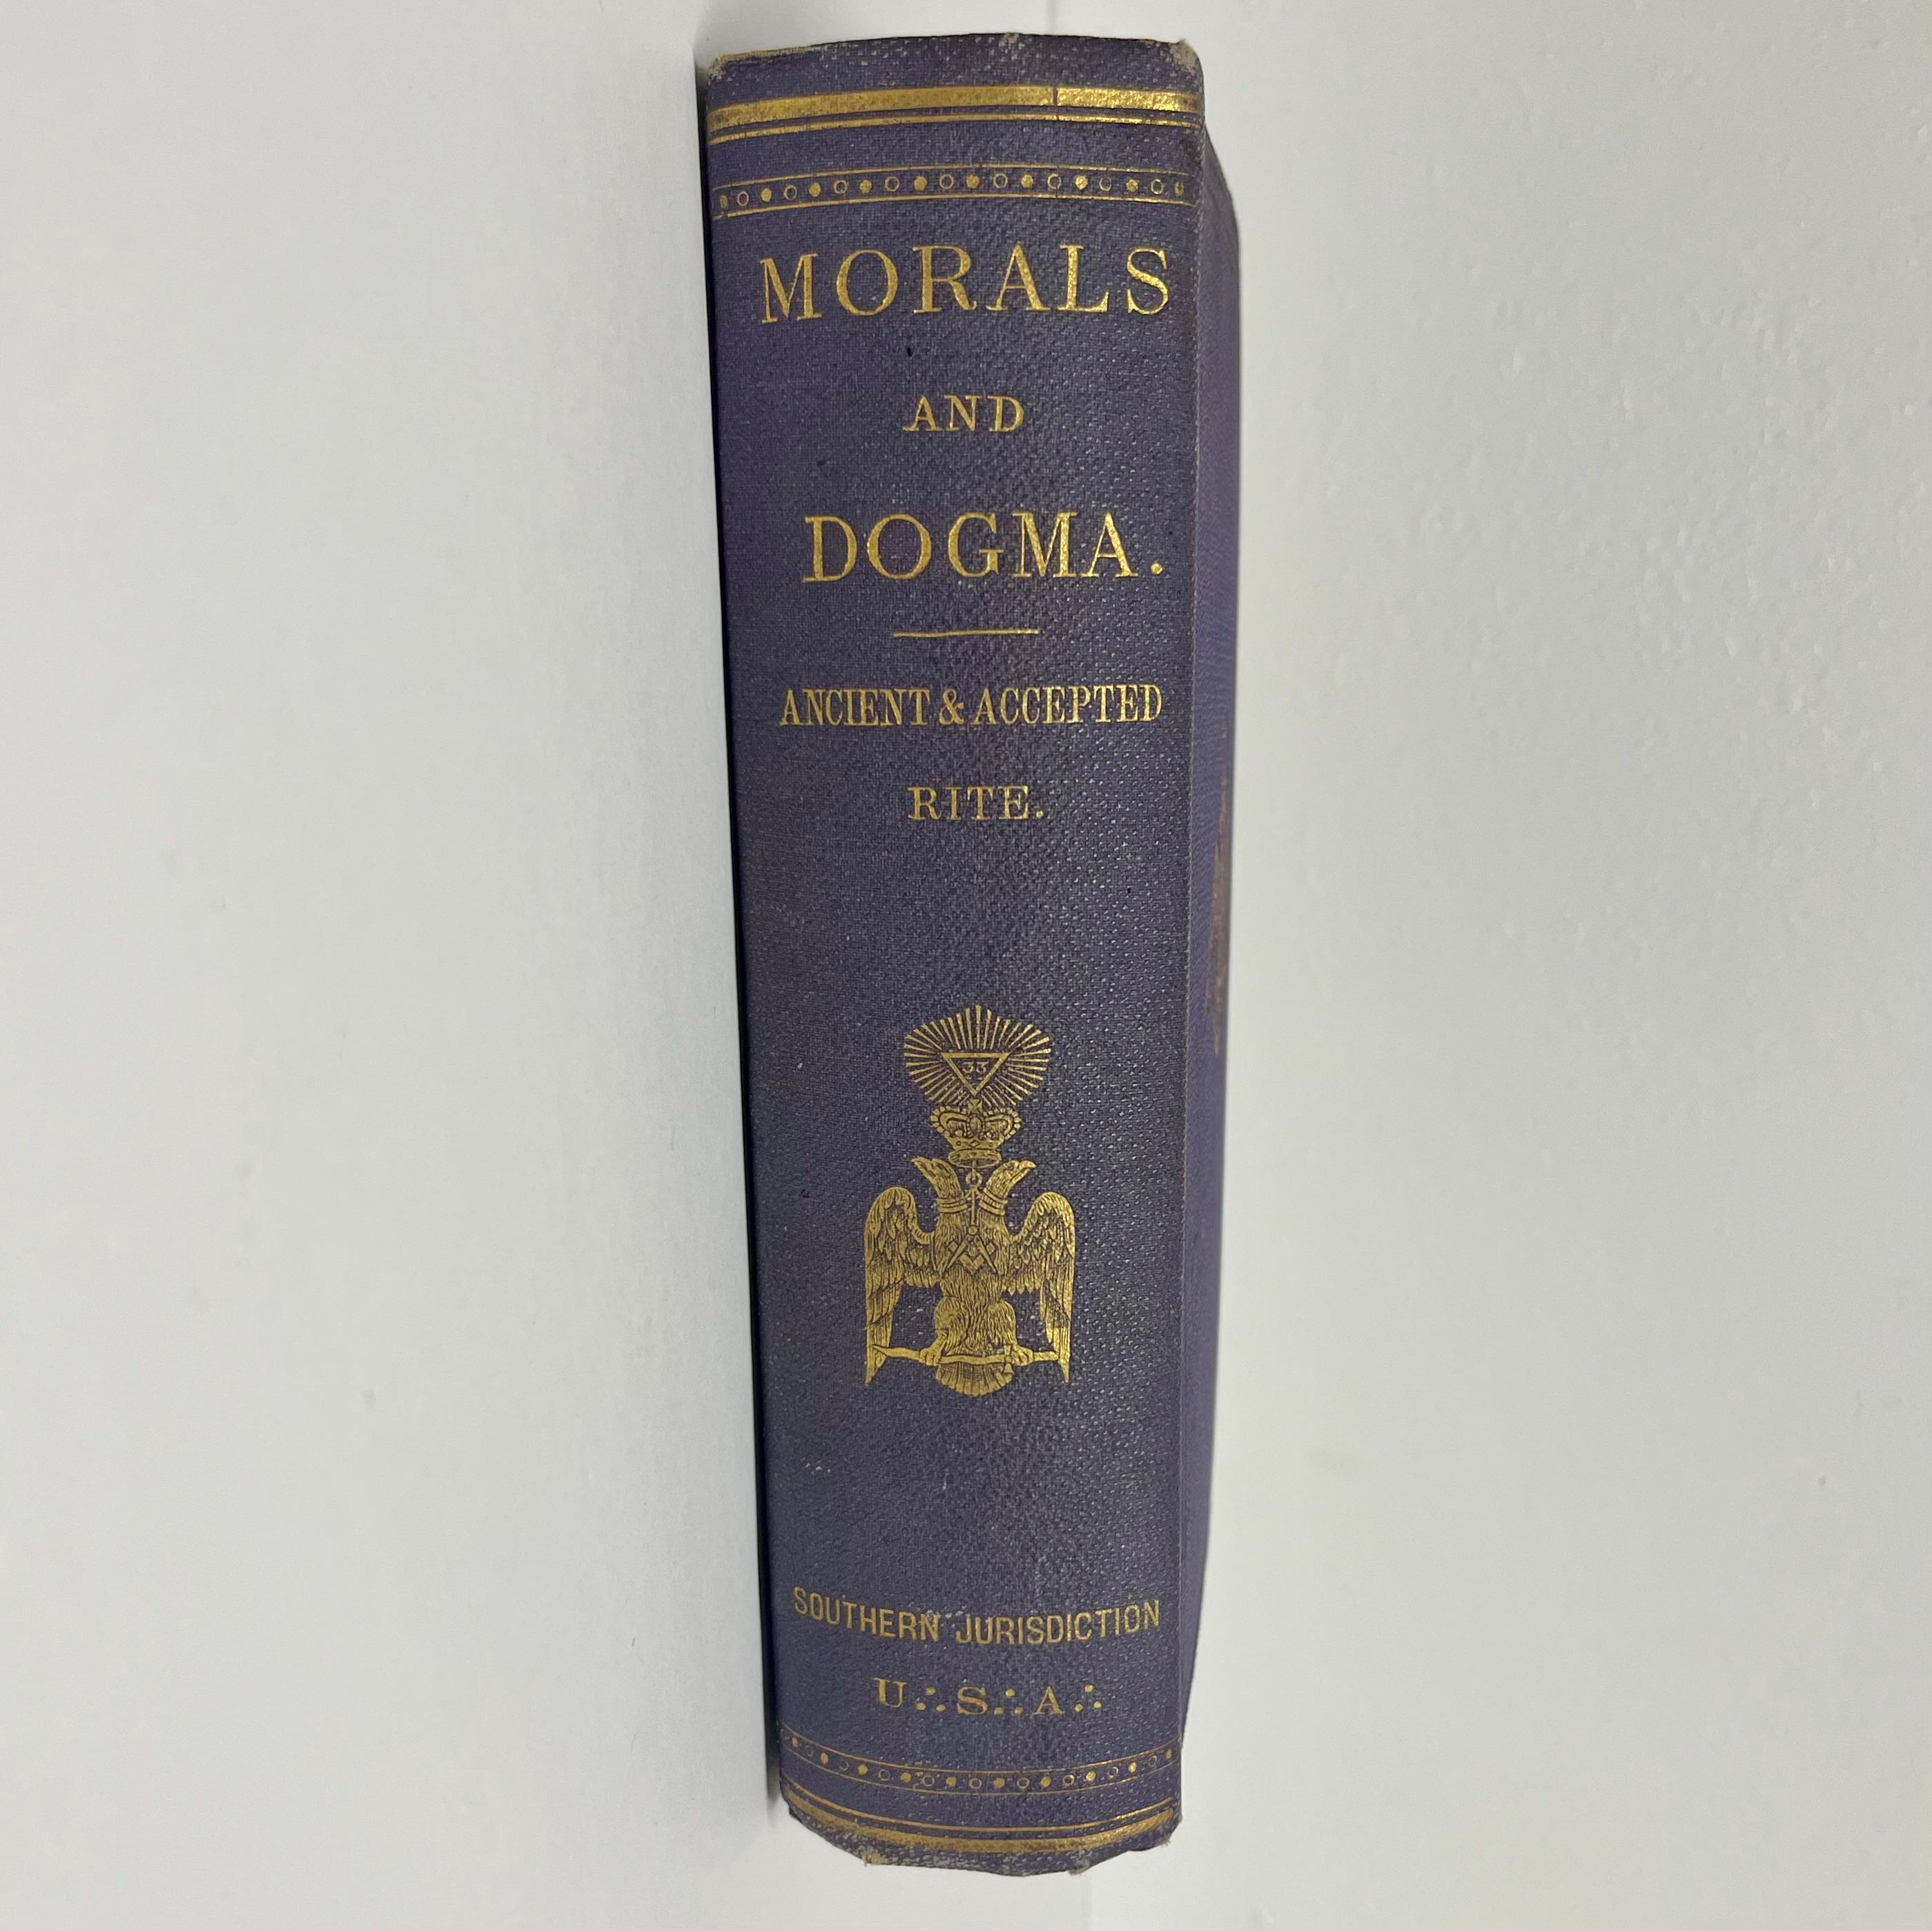 MORALS
AND
DOGMA.
ANCIENT & ACCEPTED
RITE.
33
SOUTHERN JURISDICTION
U∴S∴A∴